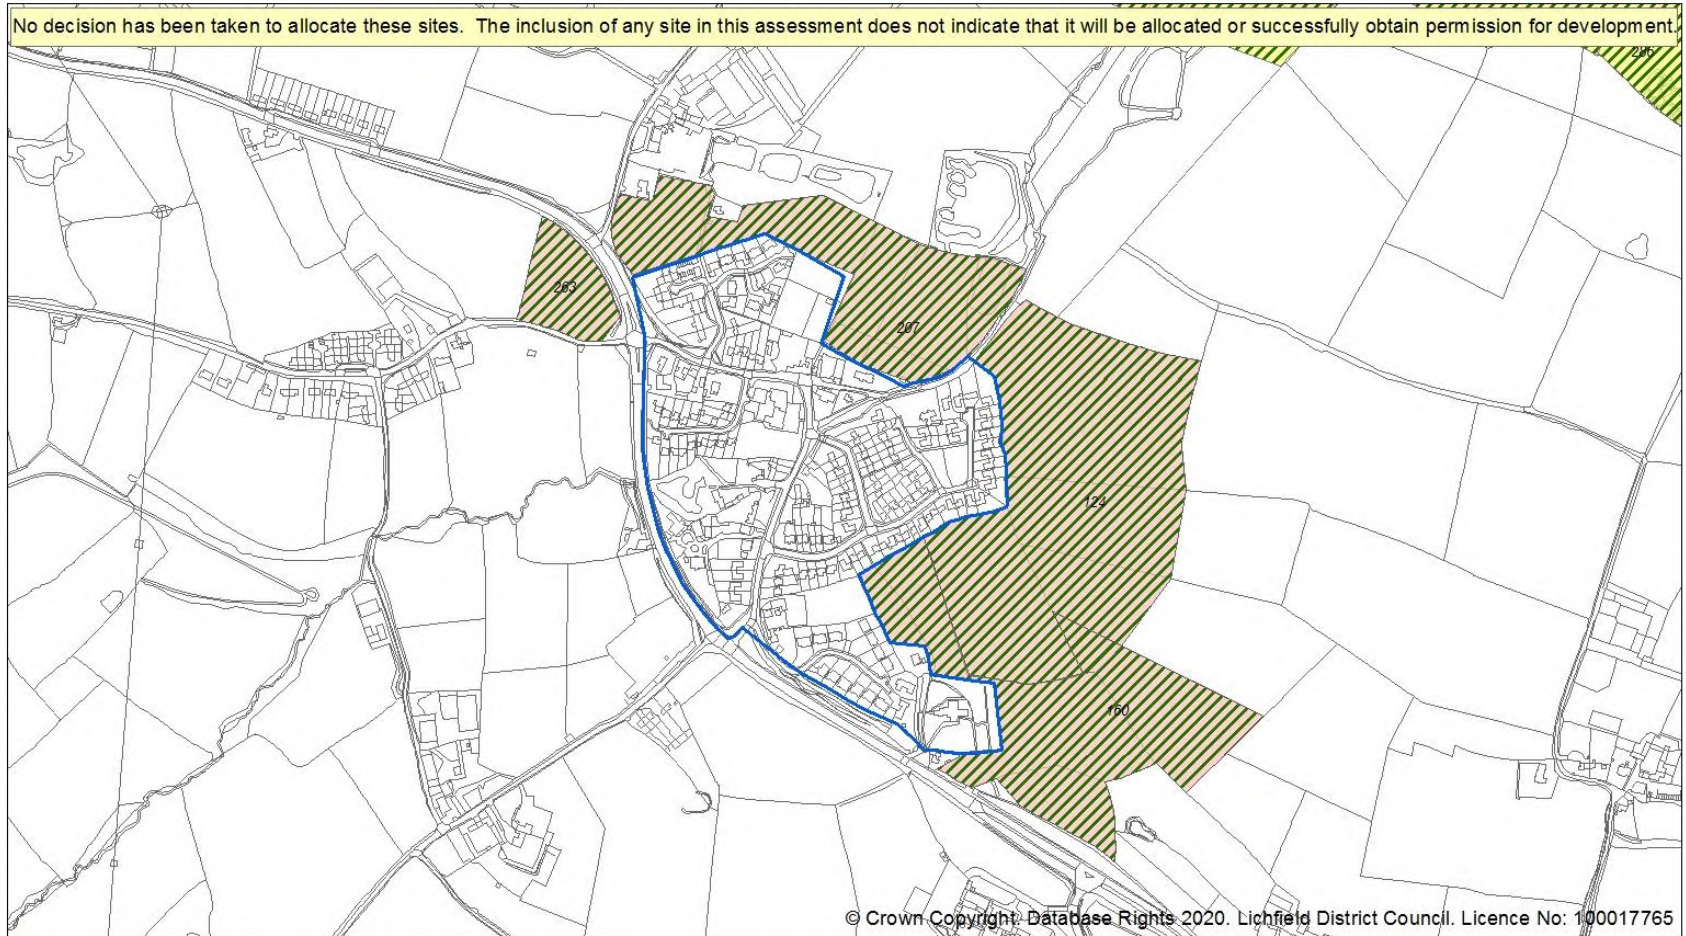 No decision has been taken to allocate these sites. The inclusion of any site in this assessment does not indicate that it will be allocated or successfully obtain permission for development.
286
263
207
124
160
© Crown Copyright. Database Rights 2020. Lichfield District Council. Licence No: 100017765